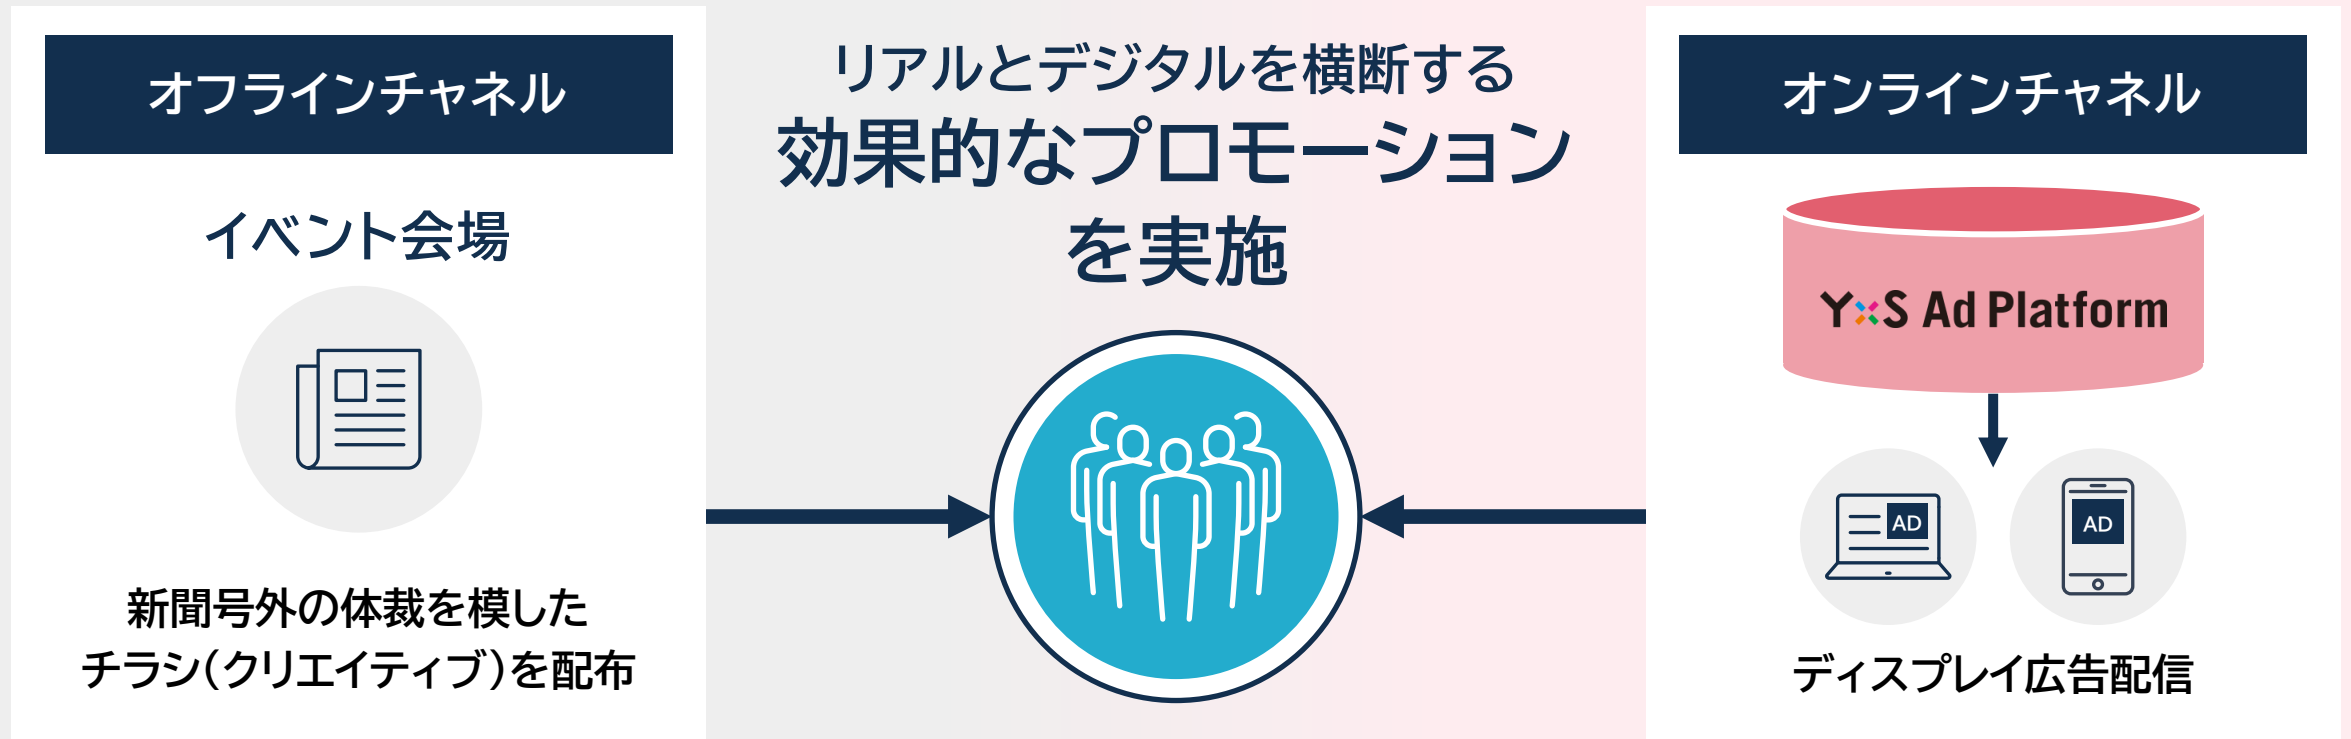 オフラインチャネル
イベント会場
新聞号外の体裁を模した
チラシ(クリエイティブ)を配布
リアルとデジタルを横断する
効果的なプロモーション
を実施
オンラインチャネル
Y×S Ad Platform
AD
AD
ディスプレイ広告配信